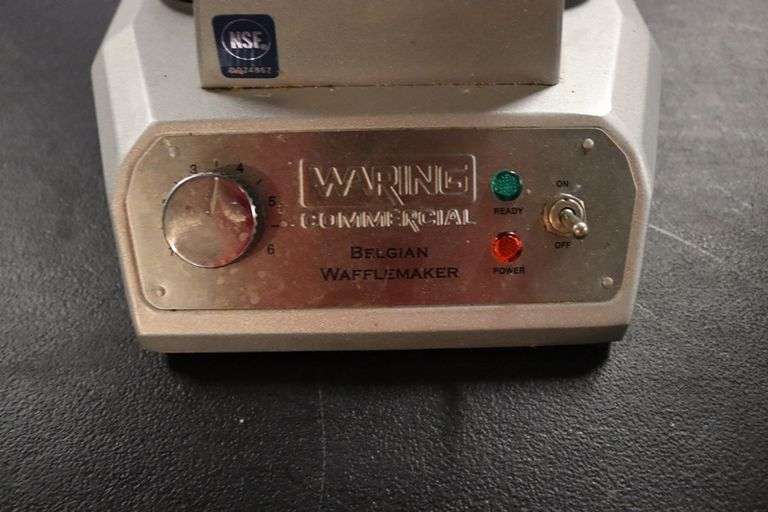 NSF
3 4
5
6
WARING
COMMERCIAL
BELGIAN
WAFFLEMAKER
READY
POWER
ON
OFF